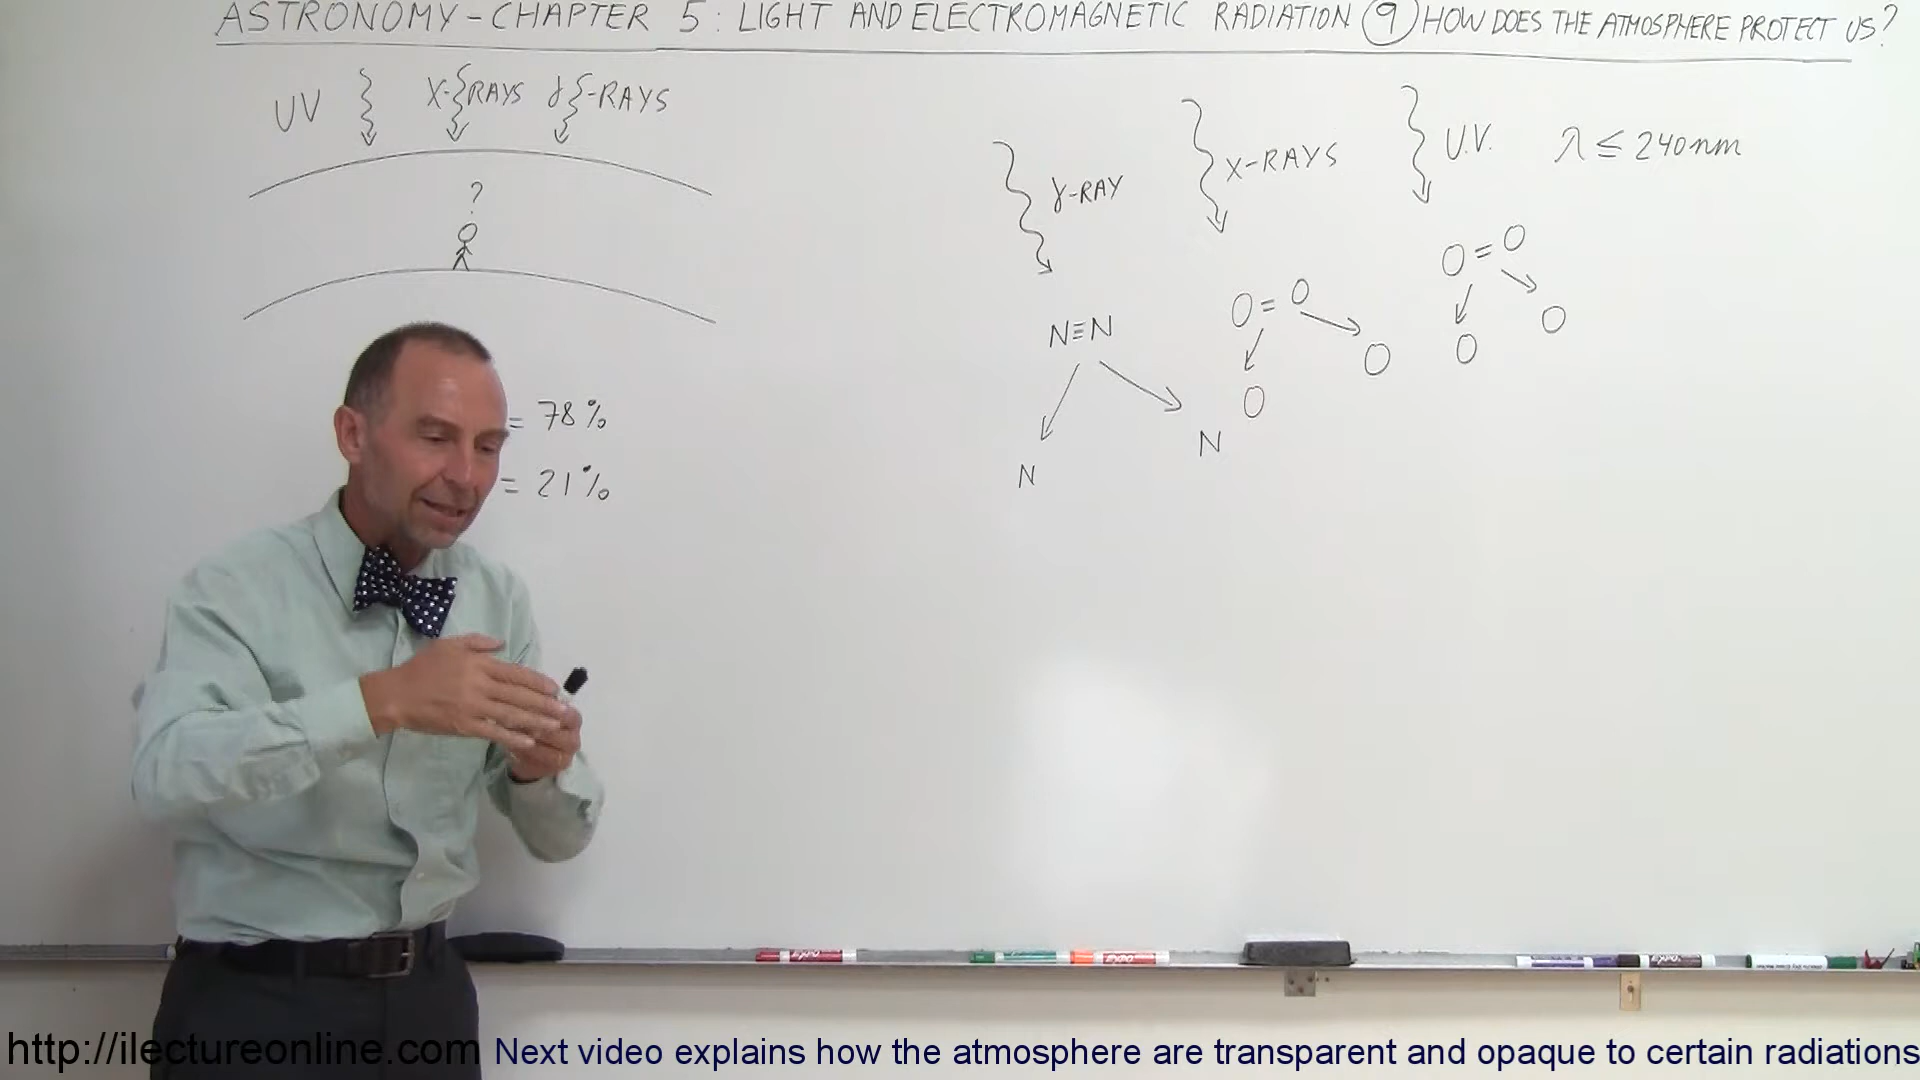 ASTRONOMY - CHAPTER 5: LIGHT AND ELECTROMAGNETIC RADIATION (9) HOW DOES THE ATMOSPHERE PROTECT US?
UV X-RAYS γ-RAYS
?
= 78%
= 21%
γ-RAY
N≡N
N N
X-RAYS
O=O
O O
U.V. λ ≦ 240nm
O=O
O O
http://ilectureonline.com Next video explains how the atmosphere are transparent and opaque to certain radiations